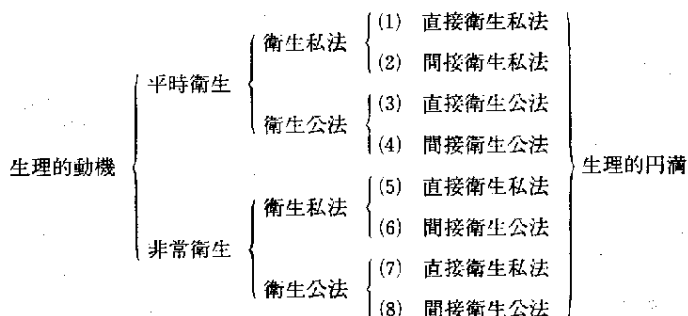 (1) 直接衛生私法
衛生私法
(2) 間接衛生私法
平時衛生
(3) 直接衛生公法
衛生公法
(4) 間接衛生公法
生理的動機
生理的円満
(5) 直接衛生私法
衛生私法
(6) 間接衛生公法
非常衛生
(7) 直接衛生私法
衛生公法
(8) 間接衛生公法